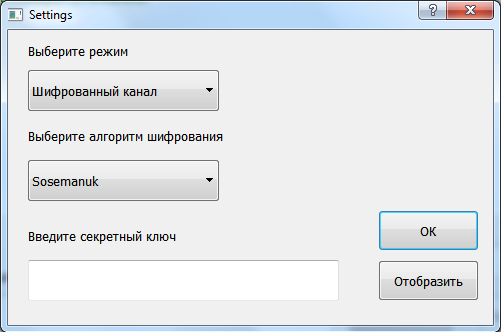 Settings
Выберите режим
Шифрованный канал
Выберите алгоритм шифрования
Sosemanuk
Введите секретный ключ
OK
Отобразить